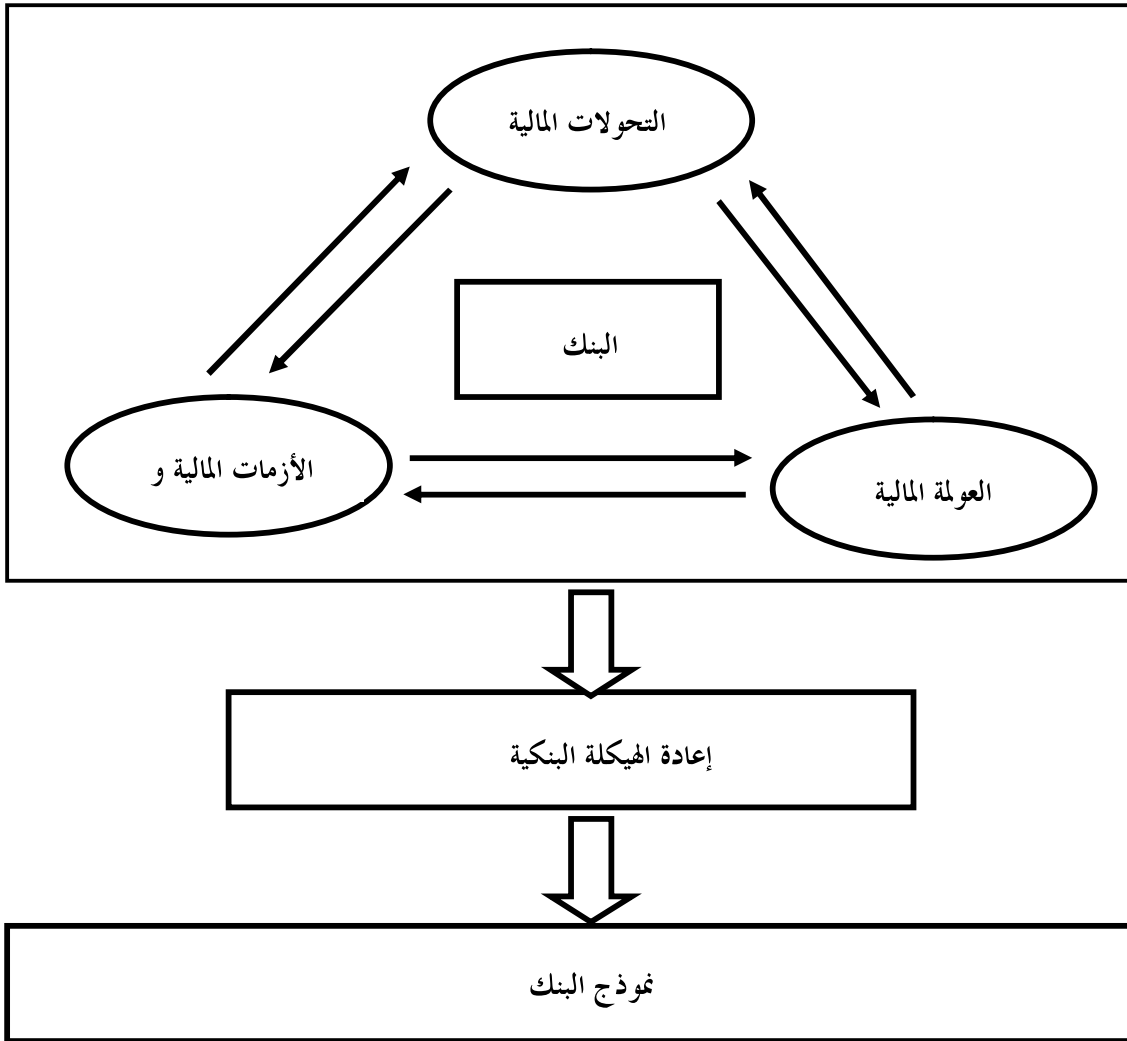 التحولات المالية
البنك
العولمة المالية
الأزمات المالية و
إعادة الهيكلة البنكية
نموذج البنك